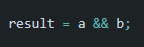 result = a && b;